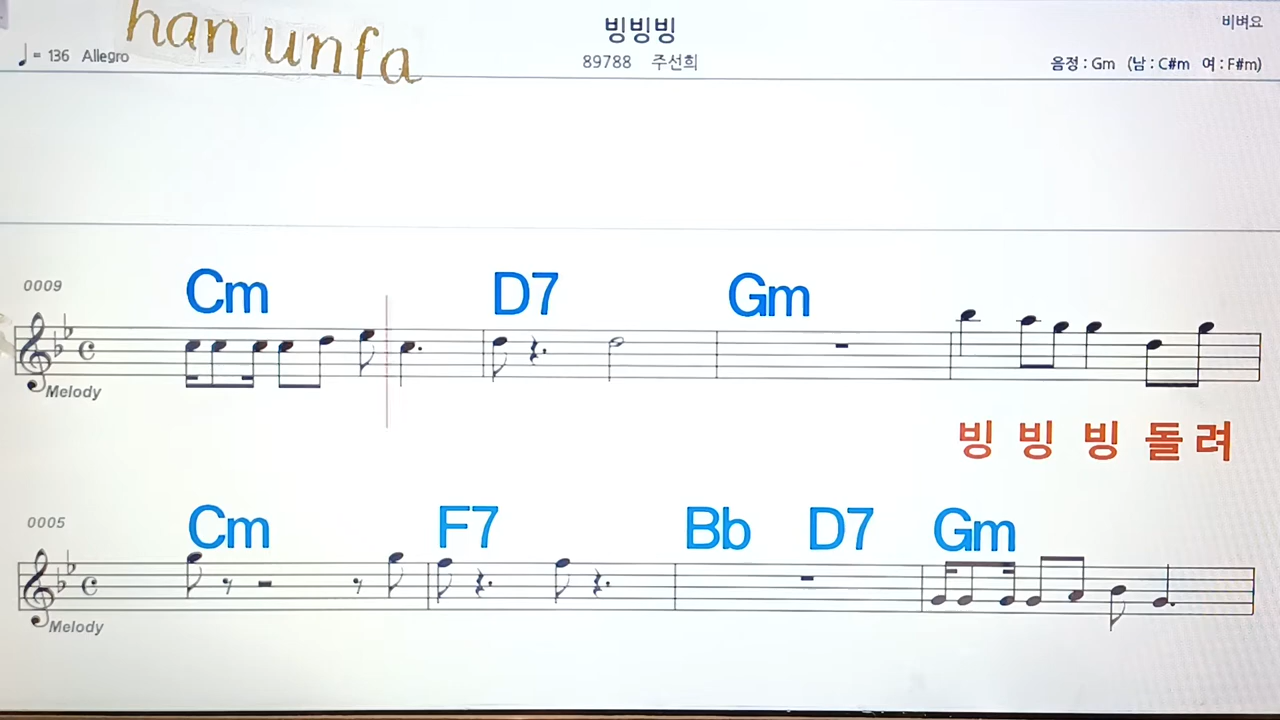 han unfa
빙빙빙
비벼요
♩= 136 Allegro
89788 주선희
음정 : Gm (남 : C#m 여 : F#m)
0009
Cm D7 Gm
Melody
빙 빙 빙 돌 려
0005
Cm F7 Bb D7 Gm
Melody